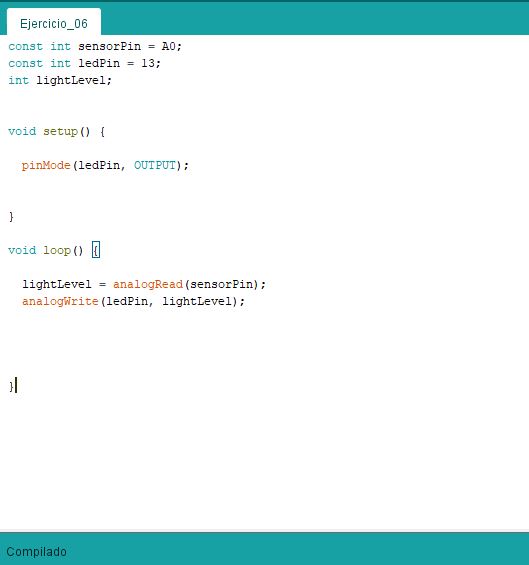 Ejercicio_06
const int sensorPin = A0;
const int ledPin = 13;
int lightLevel;
void setup() {
pinMode(ledPin, OUTPUT);
}
void loop() {
lightLevel = analogRead(sensorPin);
analogWrite(ledPin, lightLevel);
}
Compilado